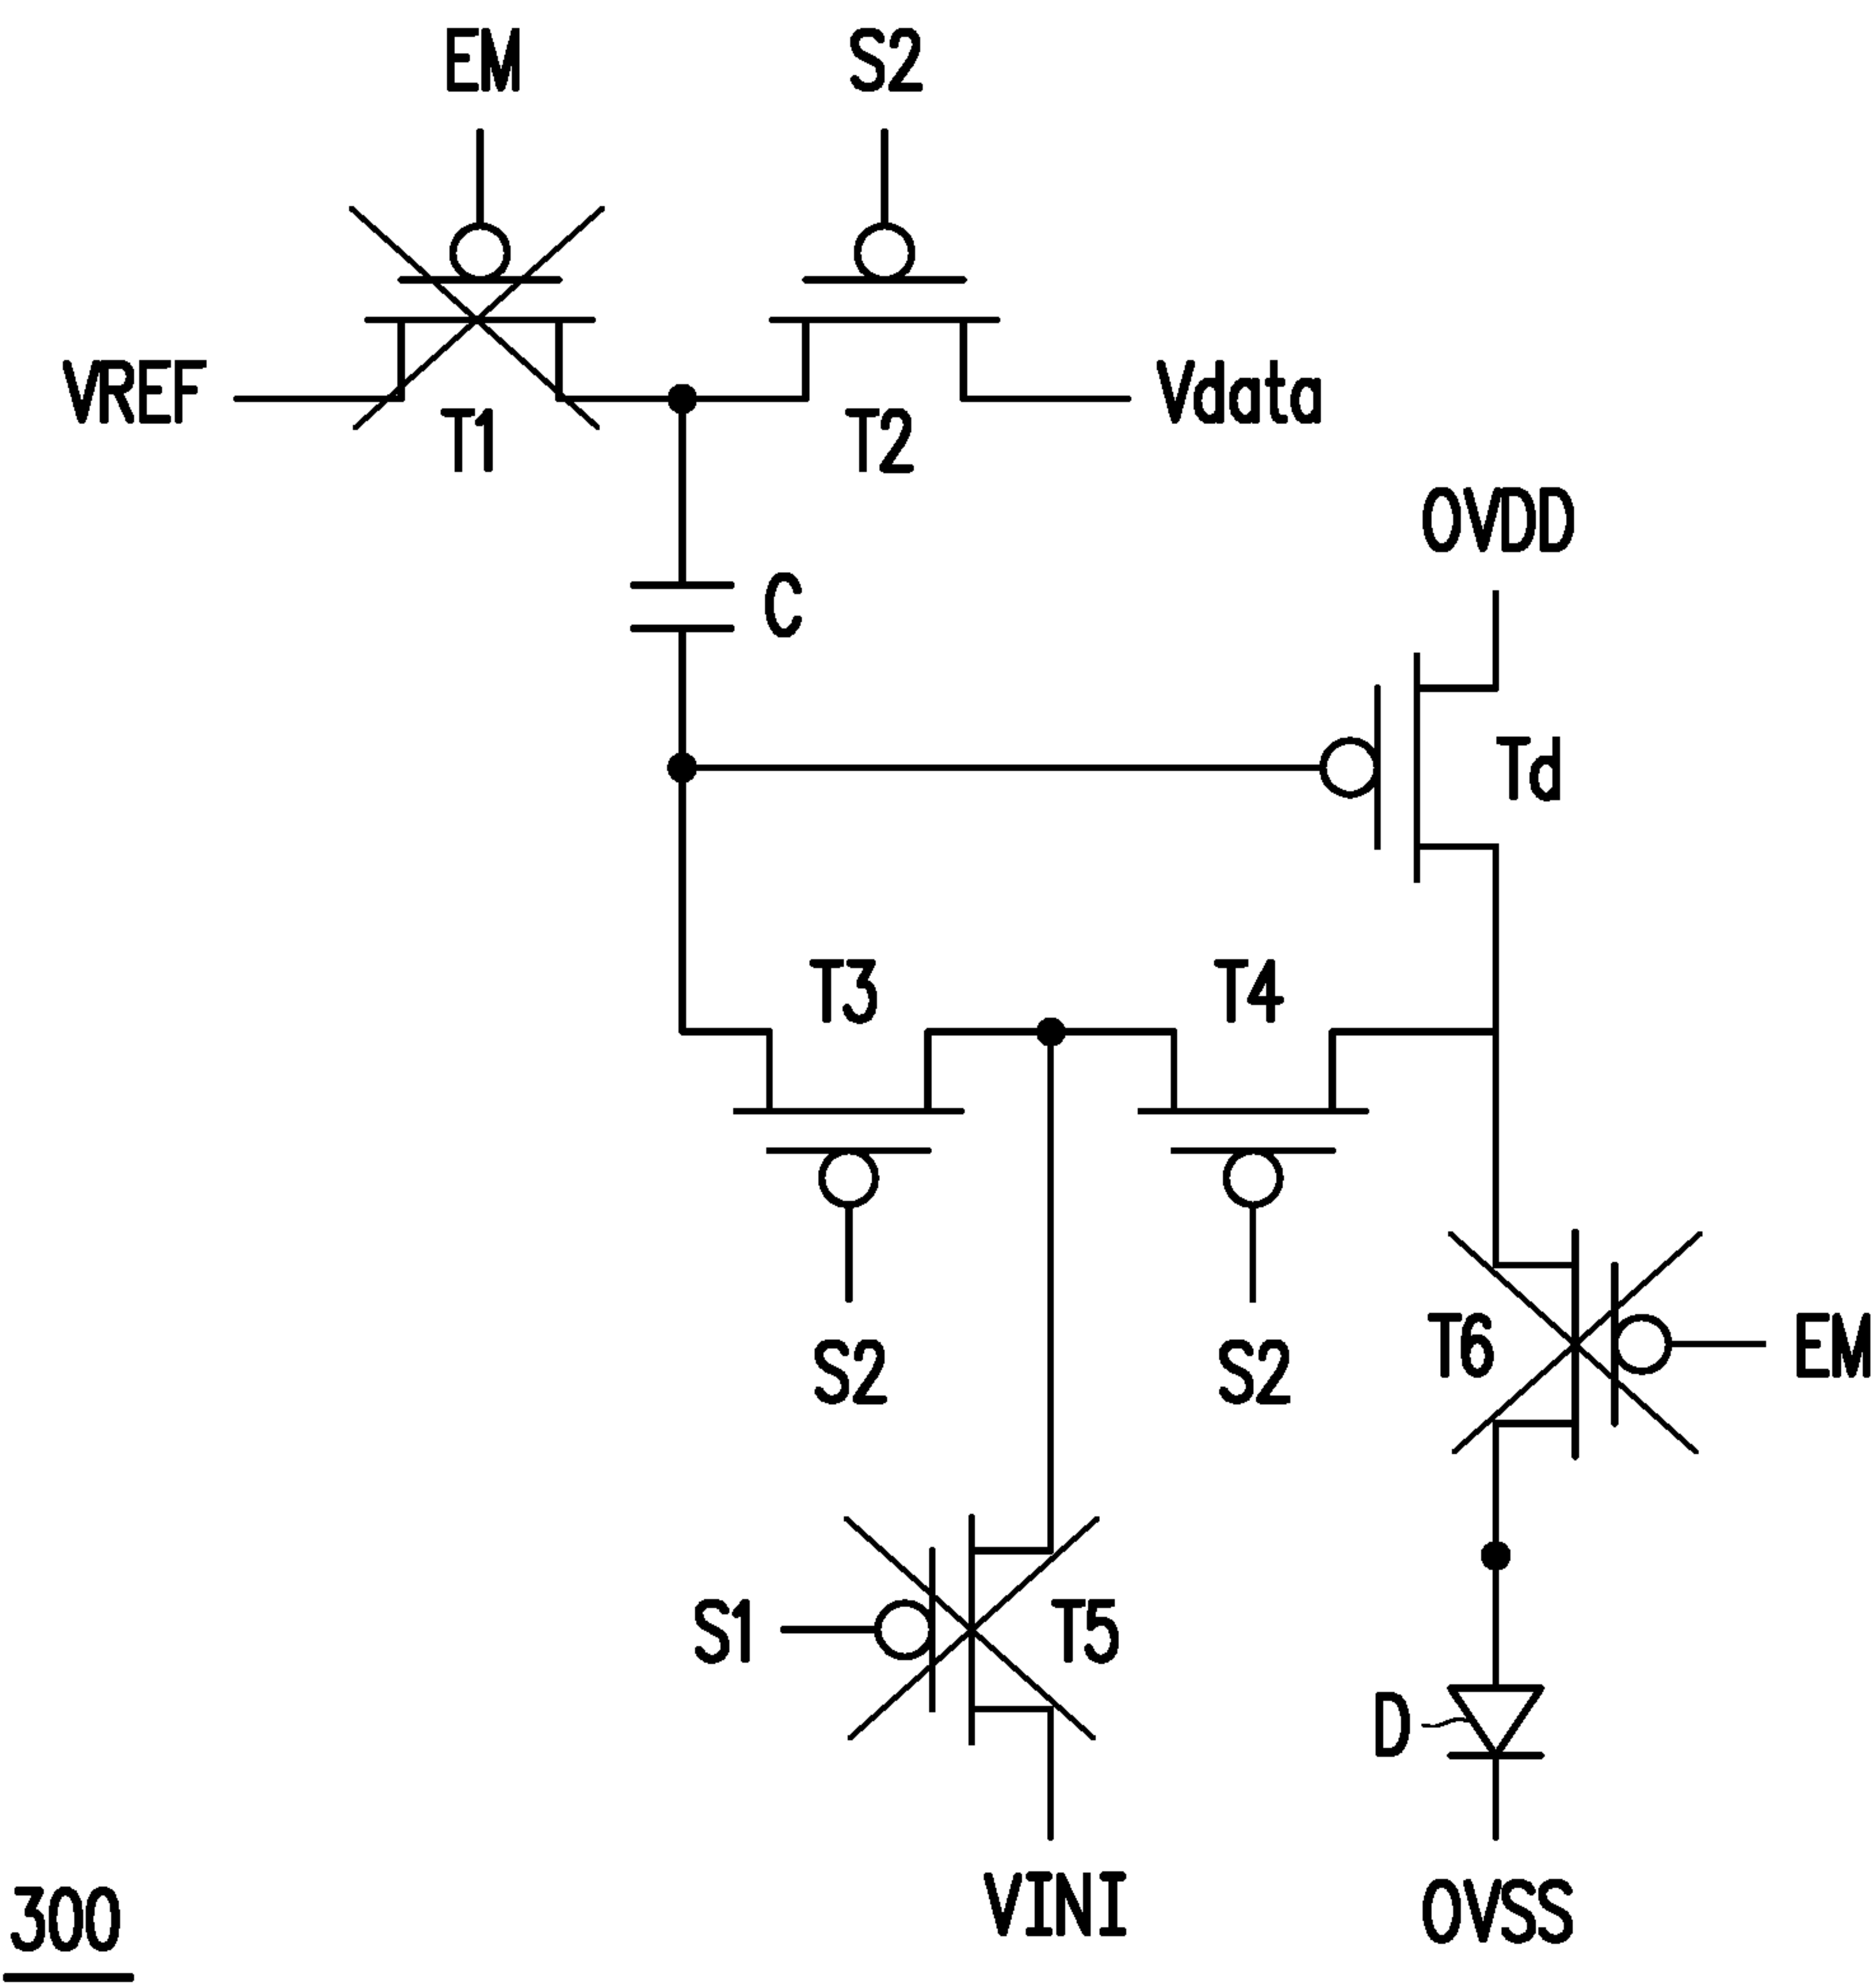 EM
S2
VREF
T1
T2
Vdata
OVDD
C
Td
T3
T4
S2
S2
T6
EM
S1
T5
D
VINI
OVSS
300